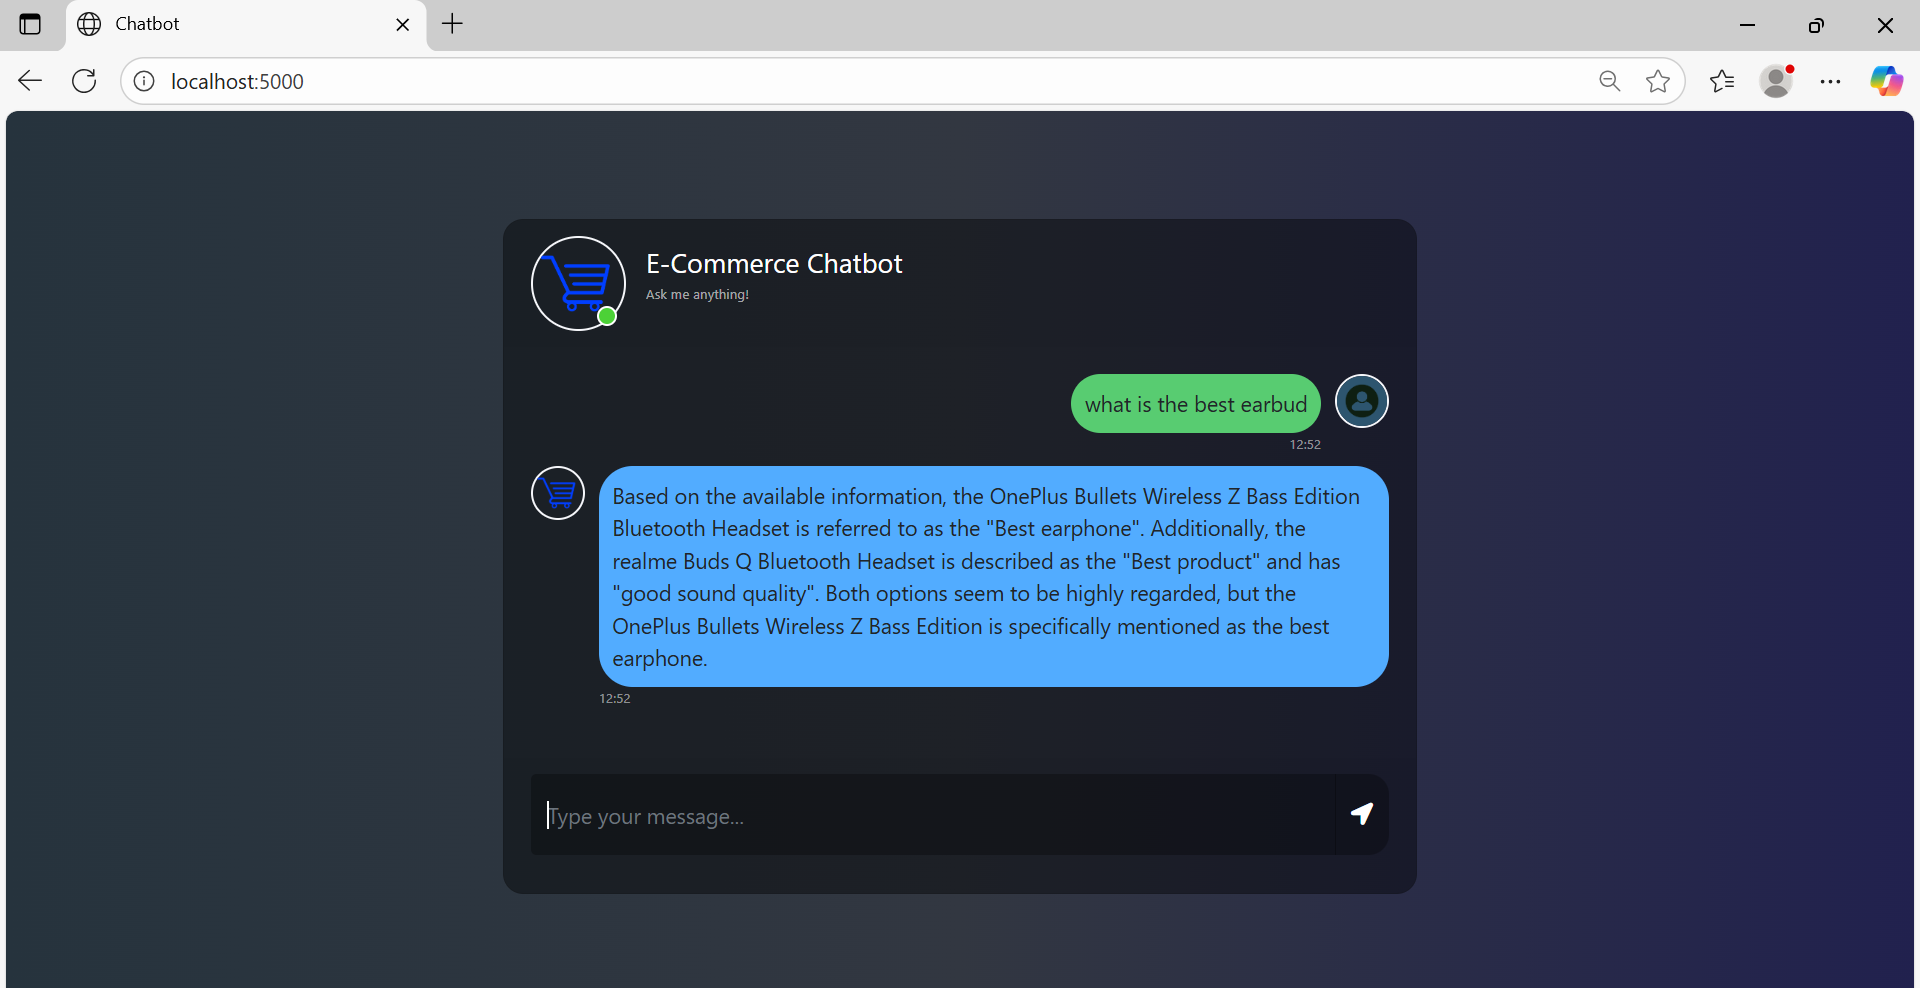 Chatbot
localhost:5000
E-Commerce Chatbot
Ask me anything!
what is the best earbud
12:52
Based on the available information, the OnePlus Bullets Wireless Z Bass Edition
Bluetooth Headset is referred to as the "Best earphone". Additionally, the
realme Buds Q Bluetooth Headset is described as the "Best product" and has
"good sound quality". Both options seem to be highly regarded, but the
OnePlus Bullets Wireless Z Bass Edition is specifically mentioned as the best
earphone.
12:52
Type your message...